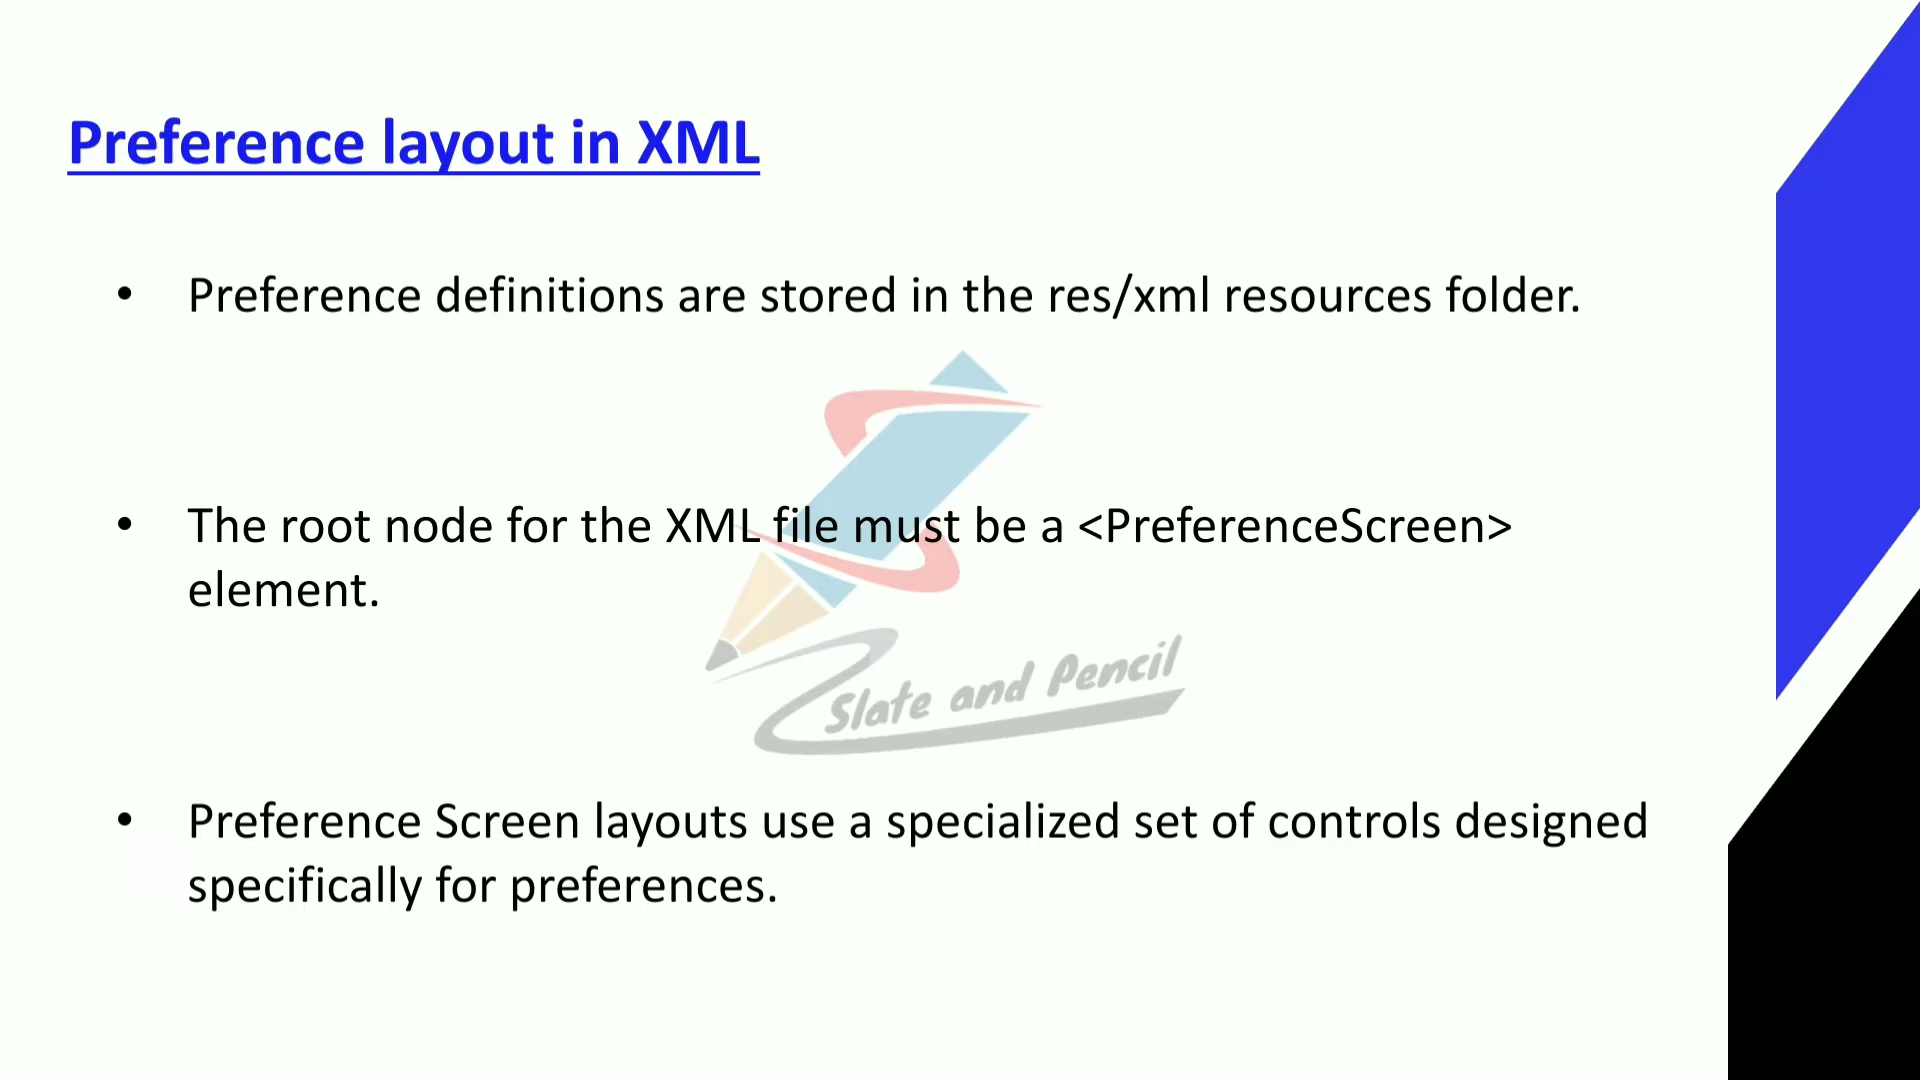 Preference layout in XML
• Preference definitions are stored in the res/xml resources folder.
• The root node for the XML file must be a <PreferenceScreen>
element.
Slate and Pencil
• Preference Screen layouts use a specialized set of controls designed
specifically for preferences.